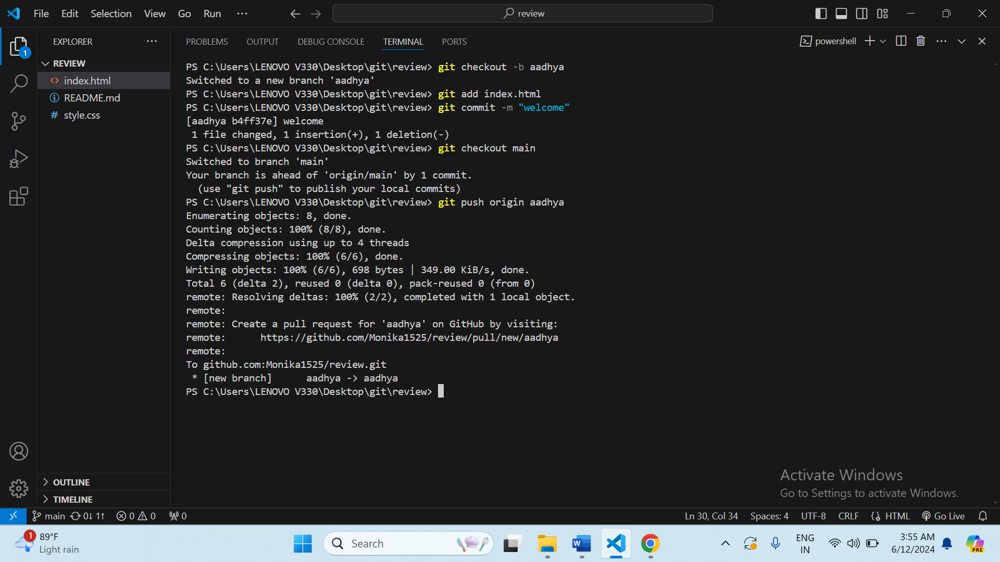 File Edit Selection View Go Run ···
review
EXPLORER ···
PROBLEMS OUTPUT DEBUG CONSOLE TERMINAL PORTS
powershell
1
REVIEW
index.html
README.md
# style.css
PS C:\Users\LENOVO V330\Desktop\git\review> git checkout -b aadhya
Switched to a new branch 'aadhya'
PS C:\Users\LENOVO V330\Desktop\git\review> git add index.html
PS C:\Users\LENOVO V330\Desktop\git\review> git commit -m "welcome"
[aadhya b4ff37e] welcome
 1 file changed, 1 insertion(+), 1 deletion(-)
PS C:\Users\LENOVO V330\Desktop\git\review> git checkout main
Switched to branch 'main'
Your branch is ahead of 'origin/main' by 1 commit.
  (use "git push" to publish your local commits)
PS C:\Users\LENOVO V330\Desktop\git\review> git push origin aadhya
Enumerating objects: 8, done.
Counting objects: 100% (8/8), done.
Delta compression using up to 4 threads
Compressing objects: 100% (6/6), done.
Writing objects: 100% (6/6), 698 bytes | 349.00 KiB/s, done.
Total 6 (delta 2), reused 0 (delta 0), pack-reused 0 (from 0)
remote: Resolving deltas: 100% (2/2), completed with 1 local object.
remote:
remote: Create a pull request for 'aadhya' on GitHub by visiting:
remote:      https://github.com/Monika1525/review/pull/new/aadhya
remote:
To github.com:Monika1525/review.git
 * [new branch]      aadhya -> aadhya
PS C:\Users\LENOVO V330\Desktop\git\review>
OUTLINE
TIMELINE
Activate Windows
Go to Settings to activate Windows.
main 0↓ 1↑ 0 0 0
Ln 30, Col 34 Spaces: 4 UTF-8 CRLF HTML Go Live
1
89°F
Light rain
Search
W
ENG
IN
3:55 AM
6/12/2024
PRE